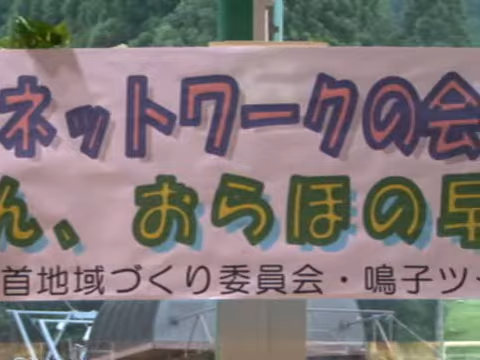 ネットワークの会
ん、おらほの早
首地域づくり委員会・鳴子ツー